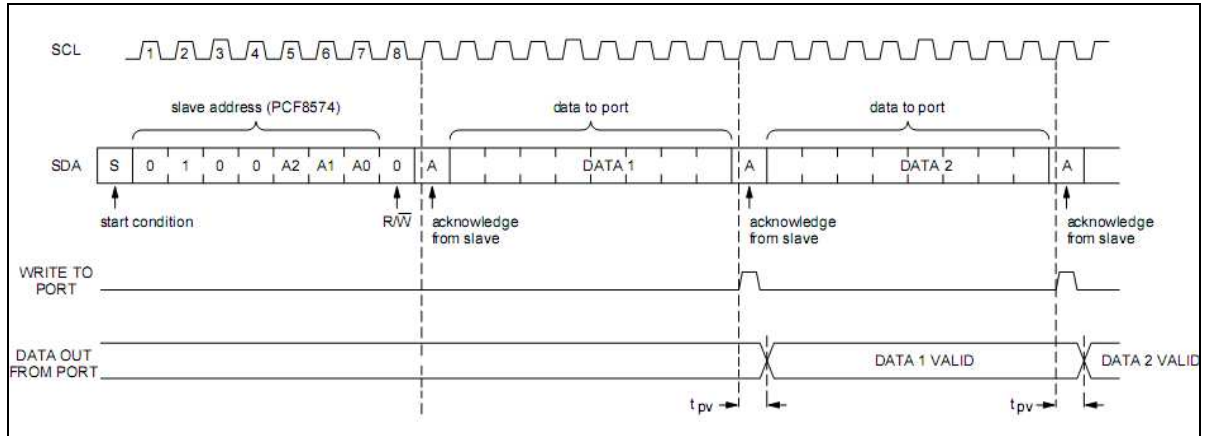 SCL 1 2 3 4 5 6 7 8
slave address (PCF8574) data to port data to port
SDA S 0 1 0 0 A2 A1 A0 0 A DATA 1 A DATA 2 A
start condition R/W̅ acknowledge acknowledge acknowledge
from slave from slave from slave
WRITE TO
PORT
DATA OUT
FROM PORT DATA 1 VALID DATA 2 VALID
t pv t pv